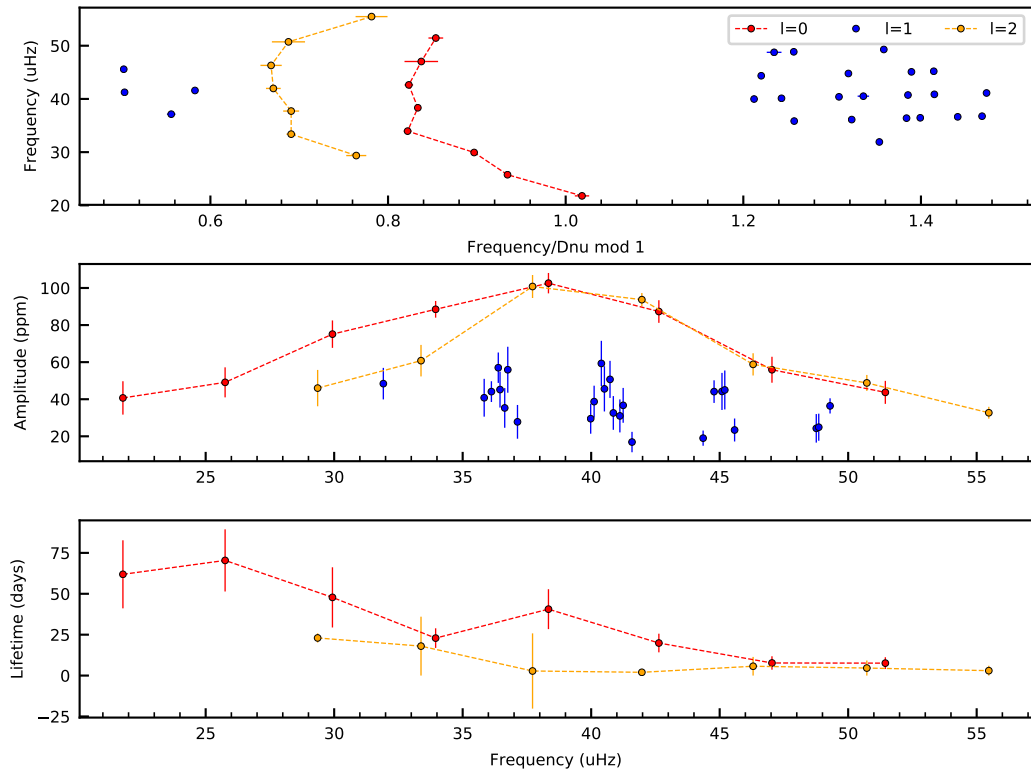 l=0 l=1 l=2
Frequency (uHz)
50
40
30
20
0.6 0.8 1.0 1.2 1.4
Frequency/Dnu mod 1
Amplitude (ppm)
100
80
60
40
20
25 30 35 40 45 50 55
Lifetime (days)
75
50
25
0
−25
25 30 35 40 45 50 55
Frequency (uHz)